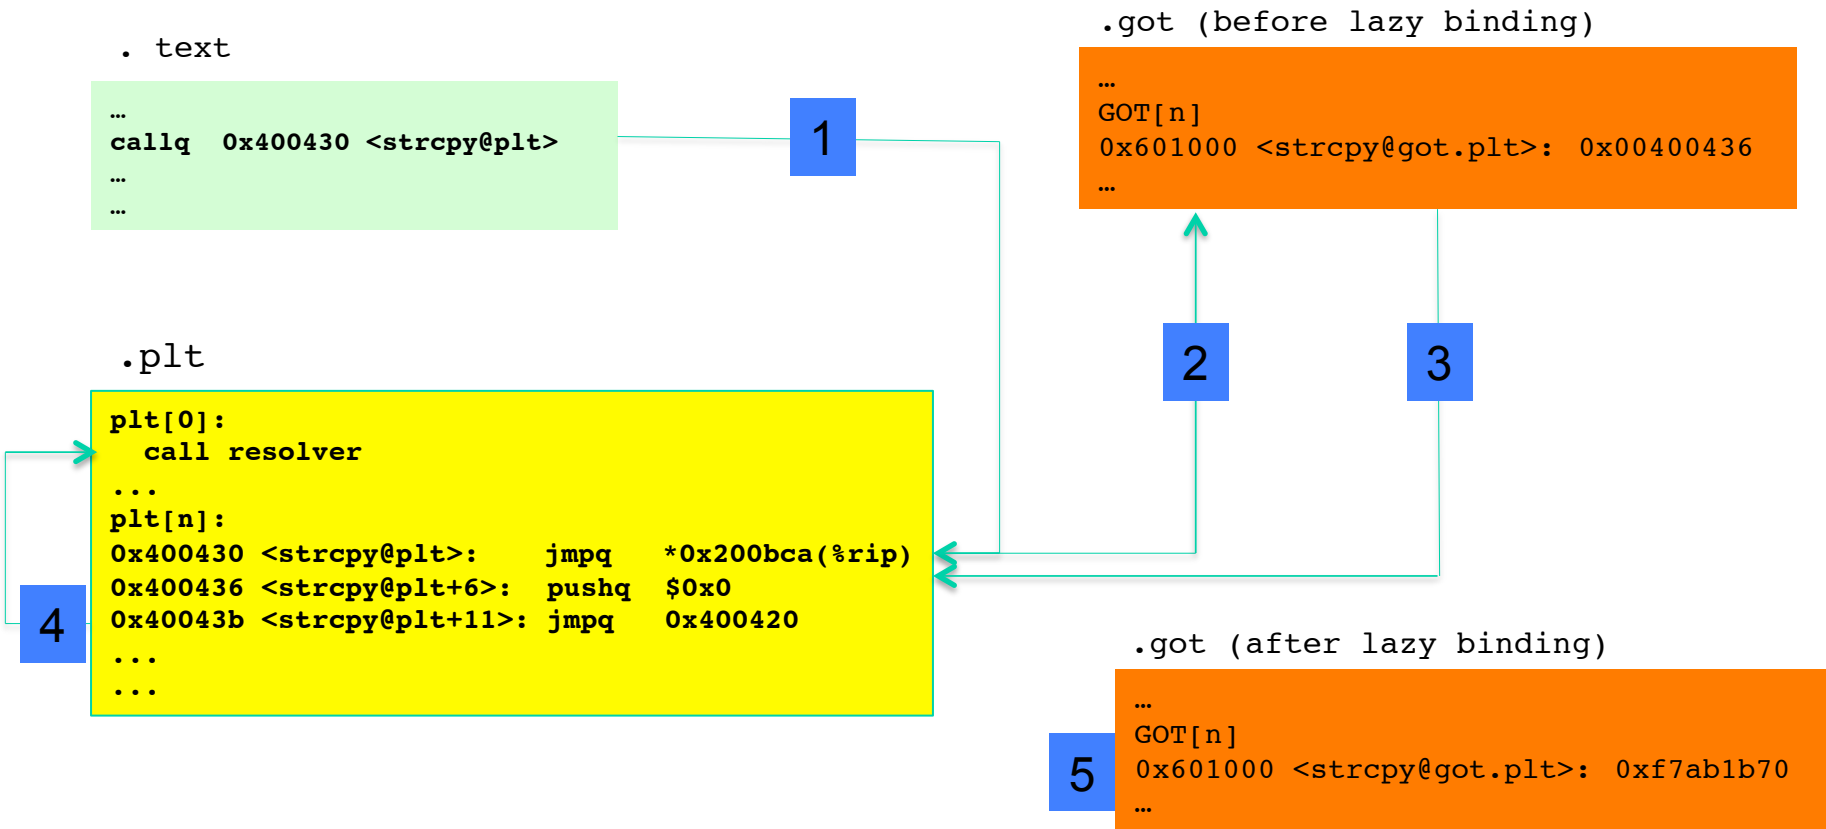 . text
…
callq 0x400430 <strcpy@plt>
…
…
1
.got (before lazy binding)
…
GOT[n]
0x601000 <strcpy@got.plt>: 0x00400436
…
2
3
.plt
plt[0]:
call resolver
...
plt[n]:
0x400430 <strcpy@plt>: jmpq *0x200bca(%rip)
0x400436 <strcpy@plt+6>: pushq $0x0
0x40043b <strcpy@plt+11>: jmpq 0x400420
...
...
4
.got (after lazy binding)
…
GOT[n]
0x601000 <strcpy@got.plt>: 0xf7ab1b70
…
5